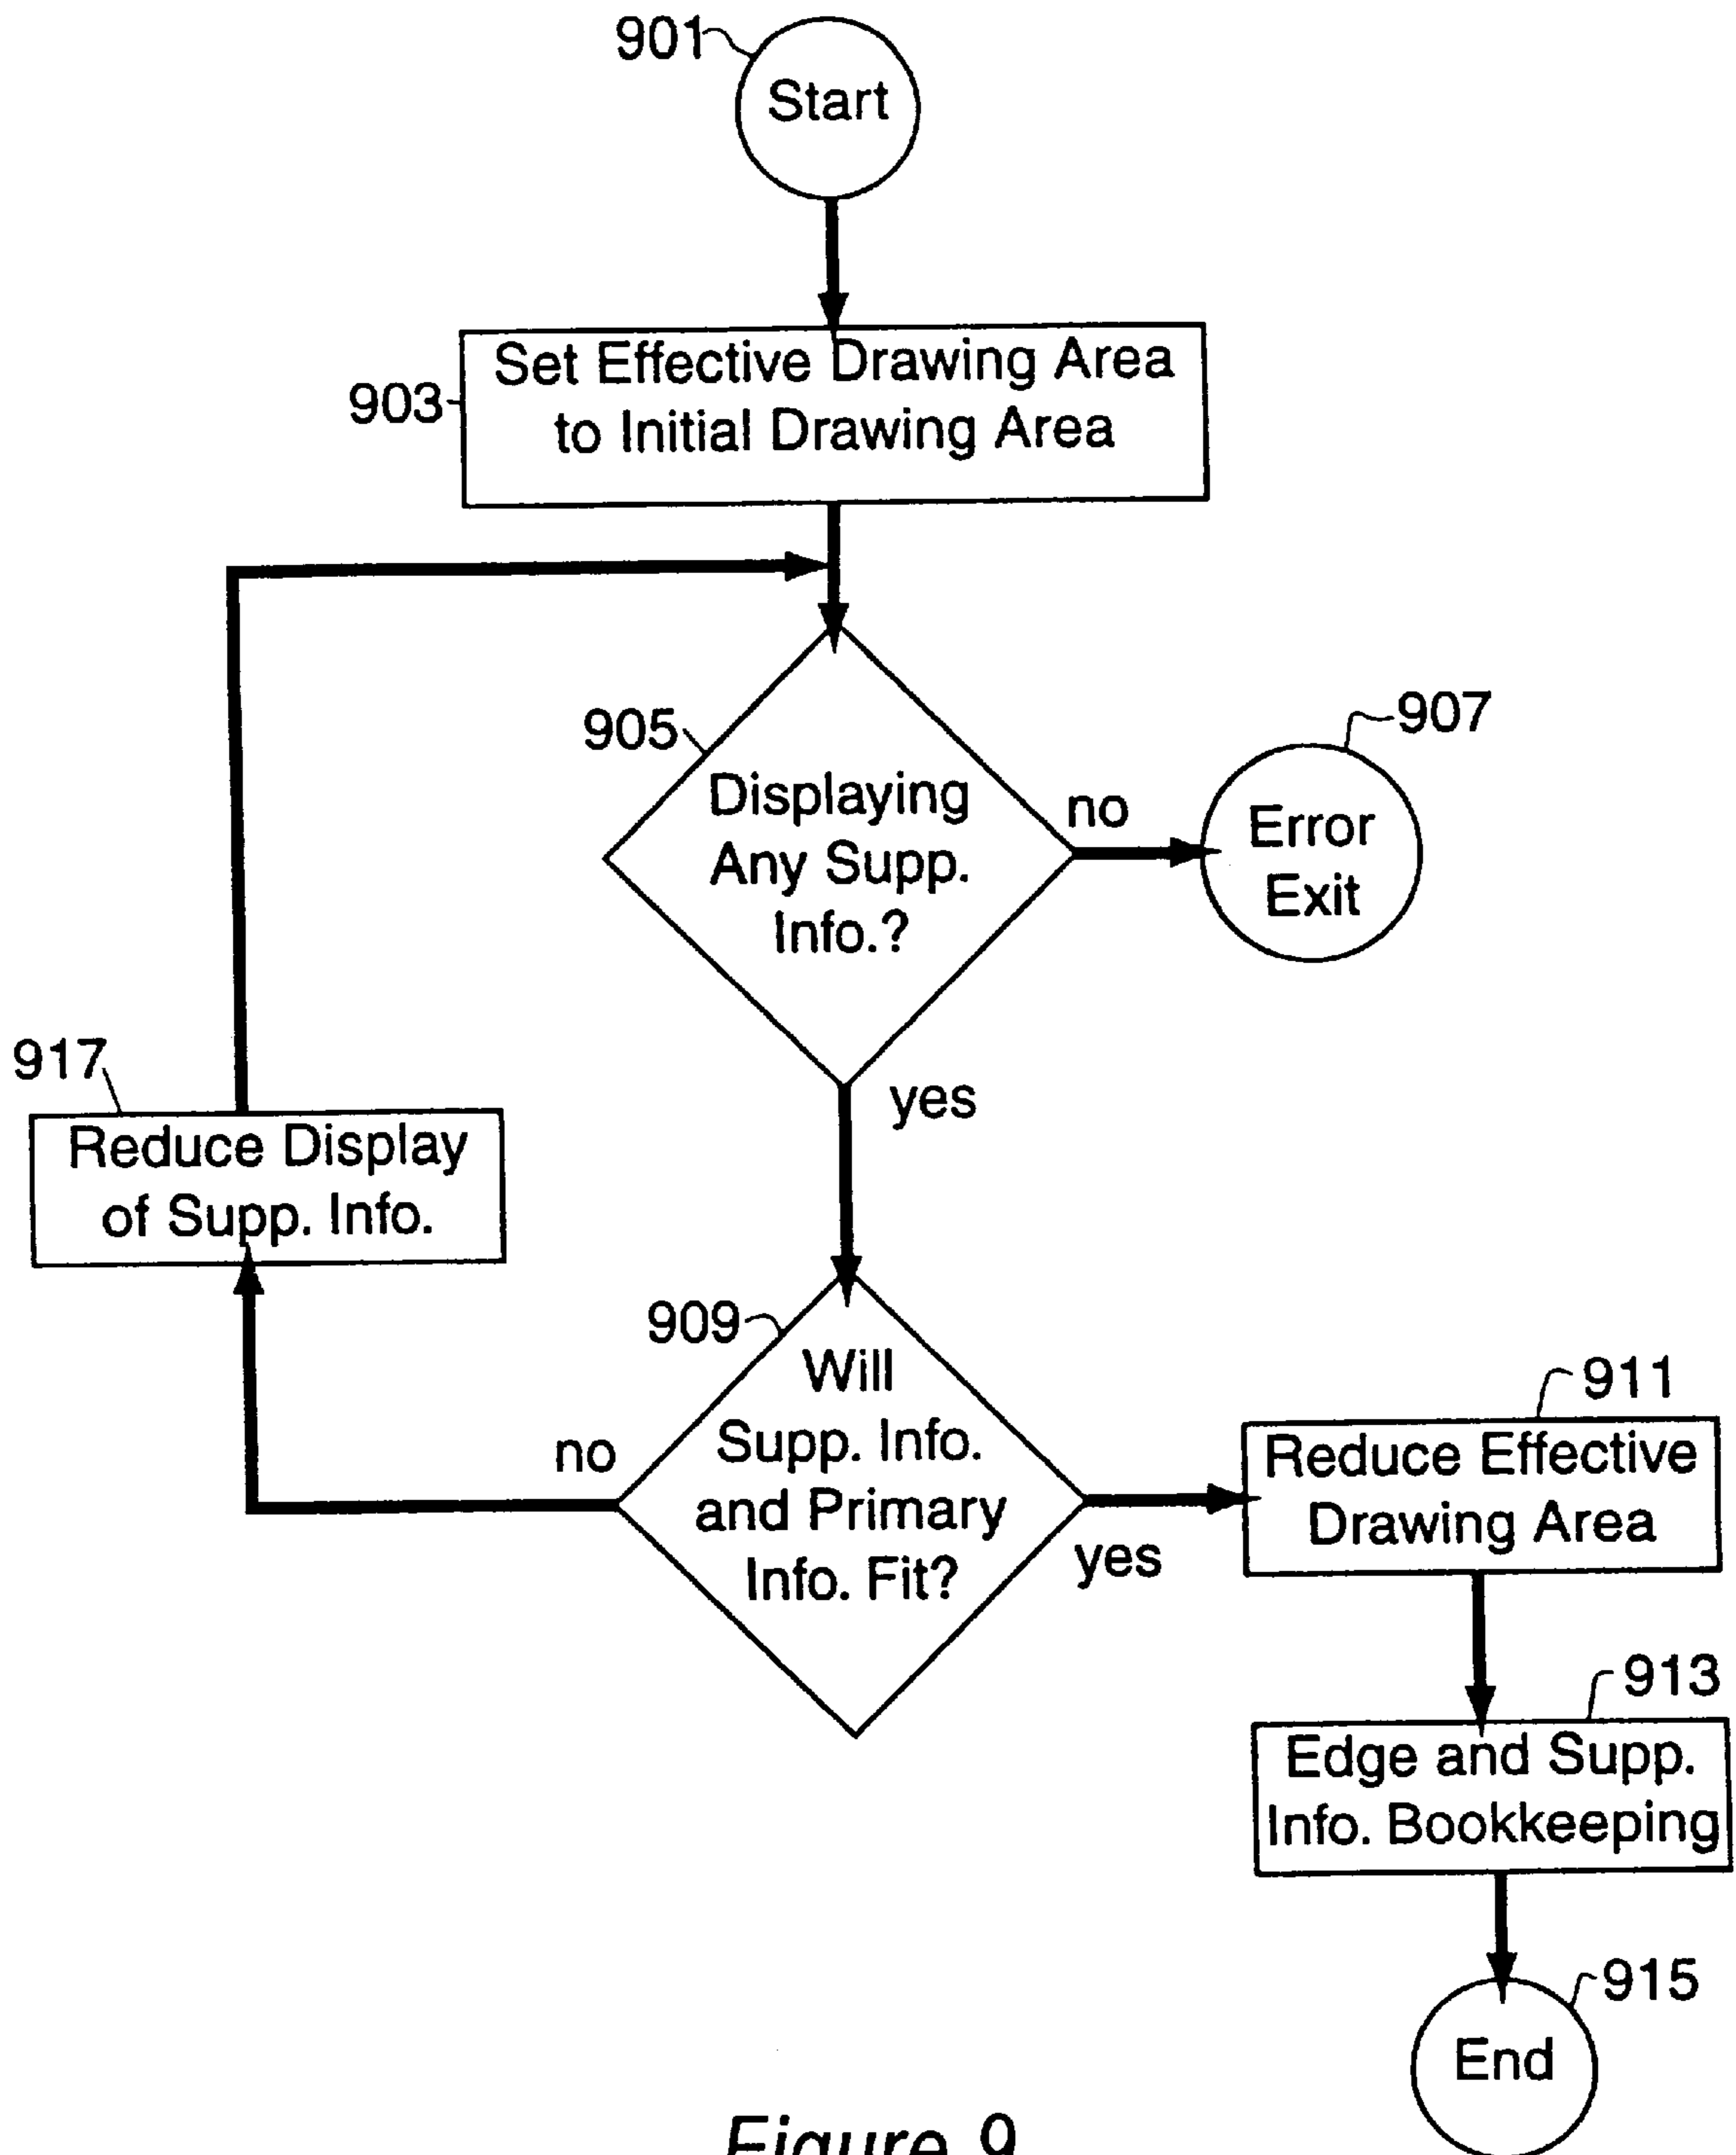 901
Start
903
Set Effective Drawing Area
to Initial Drawing Area
905
Displaying
Any Supp.
Info.?
no
907
Error
Exit
yes
917
Reduce Display
of Supp. Info.
909
Will
Supp. Info.
and Primary
Info. Fit?
no
yes
911
Reduce Effective
Drawing Area
913
Edge and Supp.
Info. Bookkeeping
915
End
Figure 9